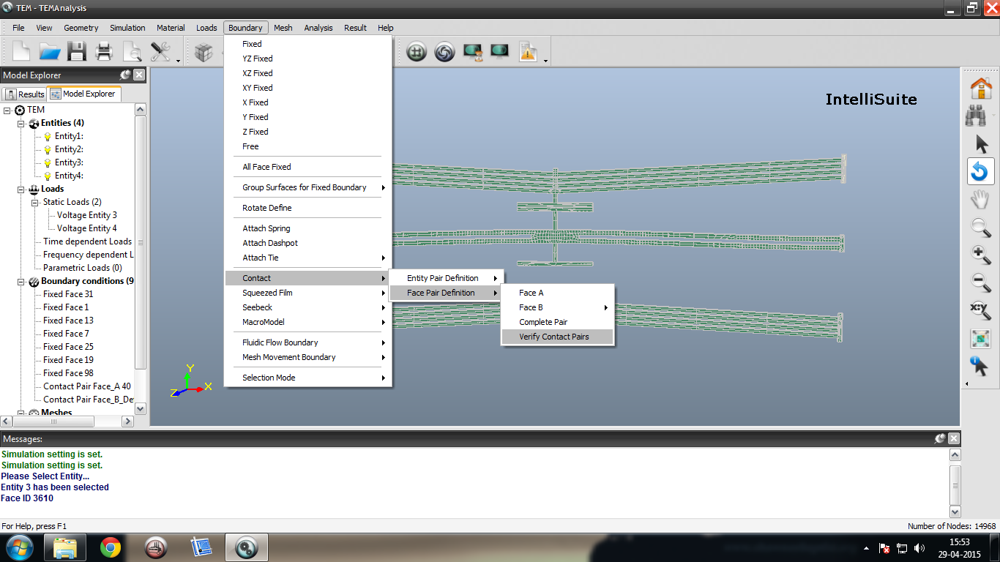 TEM - TEMAnalysis
File View Geometry Simulation Material Loads Boundary Mesh Analysis Result Help
Model Explorer
Results Model Explorer
TEM
Entities (4)
Entity1:
Entity2:
Entity3:
Entity4:
Loads
Static Loads (2)
Voltage Entity 3
Voltage Entity 4
Time dependent Loads
Frequency dependent L
Parametric Loads (0)
Boundary conditions (9
Fixed Face 31
Fixed Face 1
Fixed Face 13
Fixed Face 7
Fixed Face 25
Fixed Face 19
Fixed Face 98
Contact Pair Face_A 40
Contact Pair Face_B_De
Meshes
Fixed
YZ Fixed
XZ Fixed
XY Fixed
X Fixed
Y Fixed
Z Fixed
Free
All Face Fixed
Group Surfaces for Fixed Boundary
Rotate Define
Attach Spring
Attach Dashpot
Attach Tie
Contact
Squeezed Film
Seebeck
MacroModel
Fluidic Flow Boundary
Mesh Movement Boundary
Selection Mode
Entity Pair Definition
Face Pair Definition
Face A
Face B
Complete Pair
Verify Contact Pairs
IntelliSuite
Y
X
Z
x:y
Messages:
Simulation setting is set.
Simulation setting is set.
Please Select Entity...
Entity 3 has been selected
Face ID 3610
For Help, press F1
Number of Nodes: 14968
15:53
29-04-2015